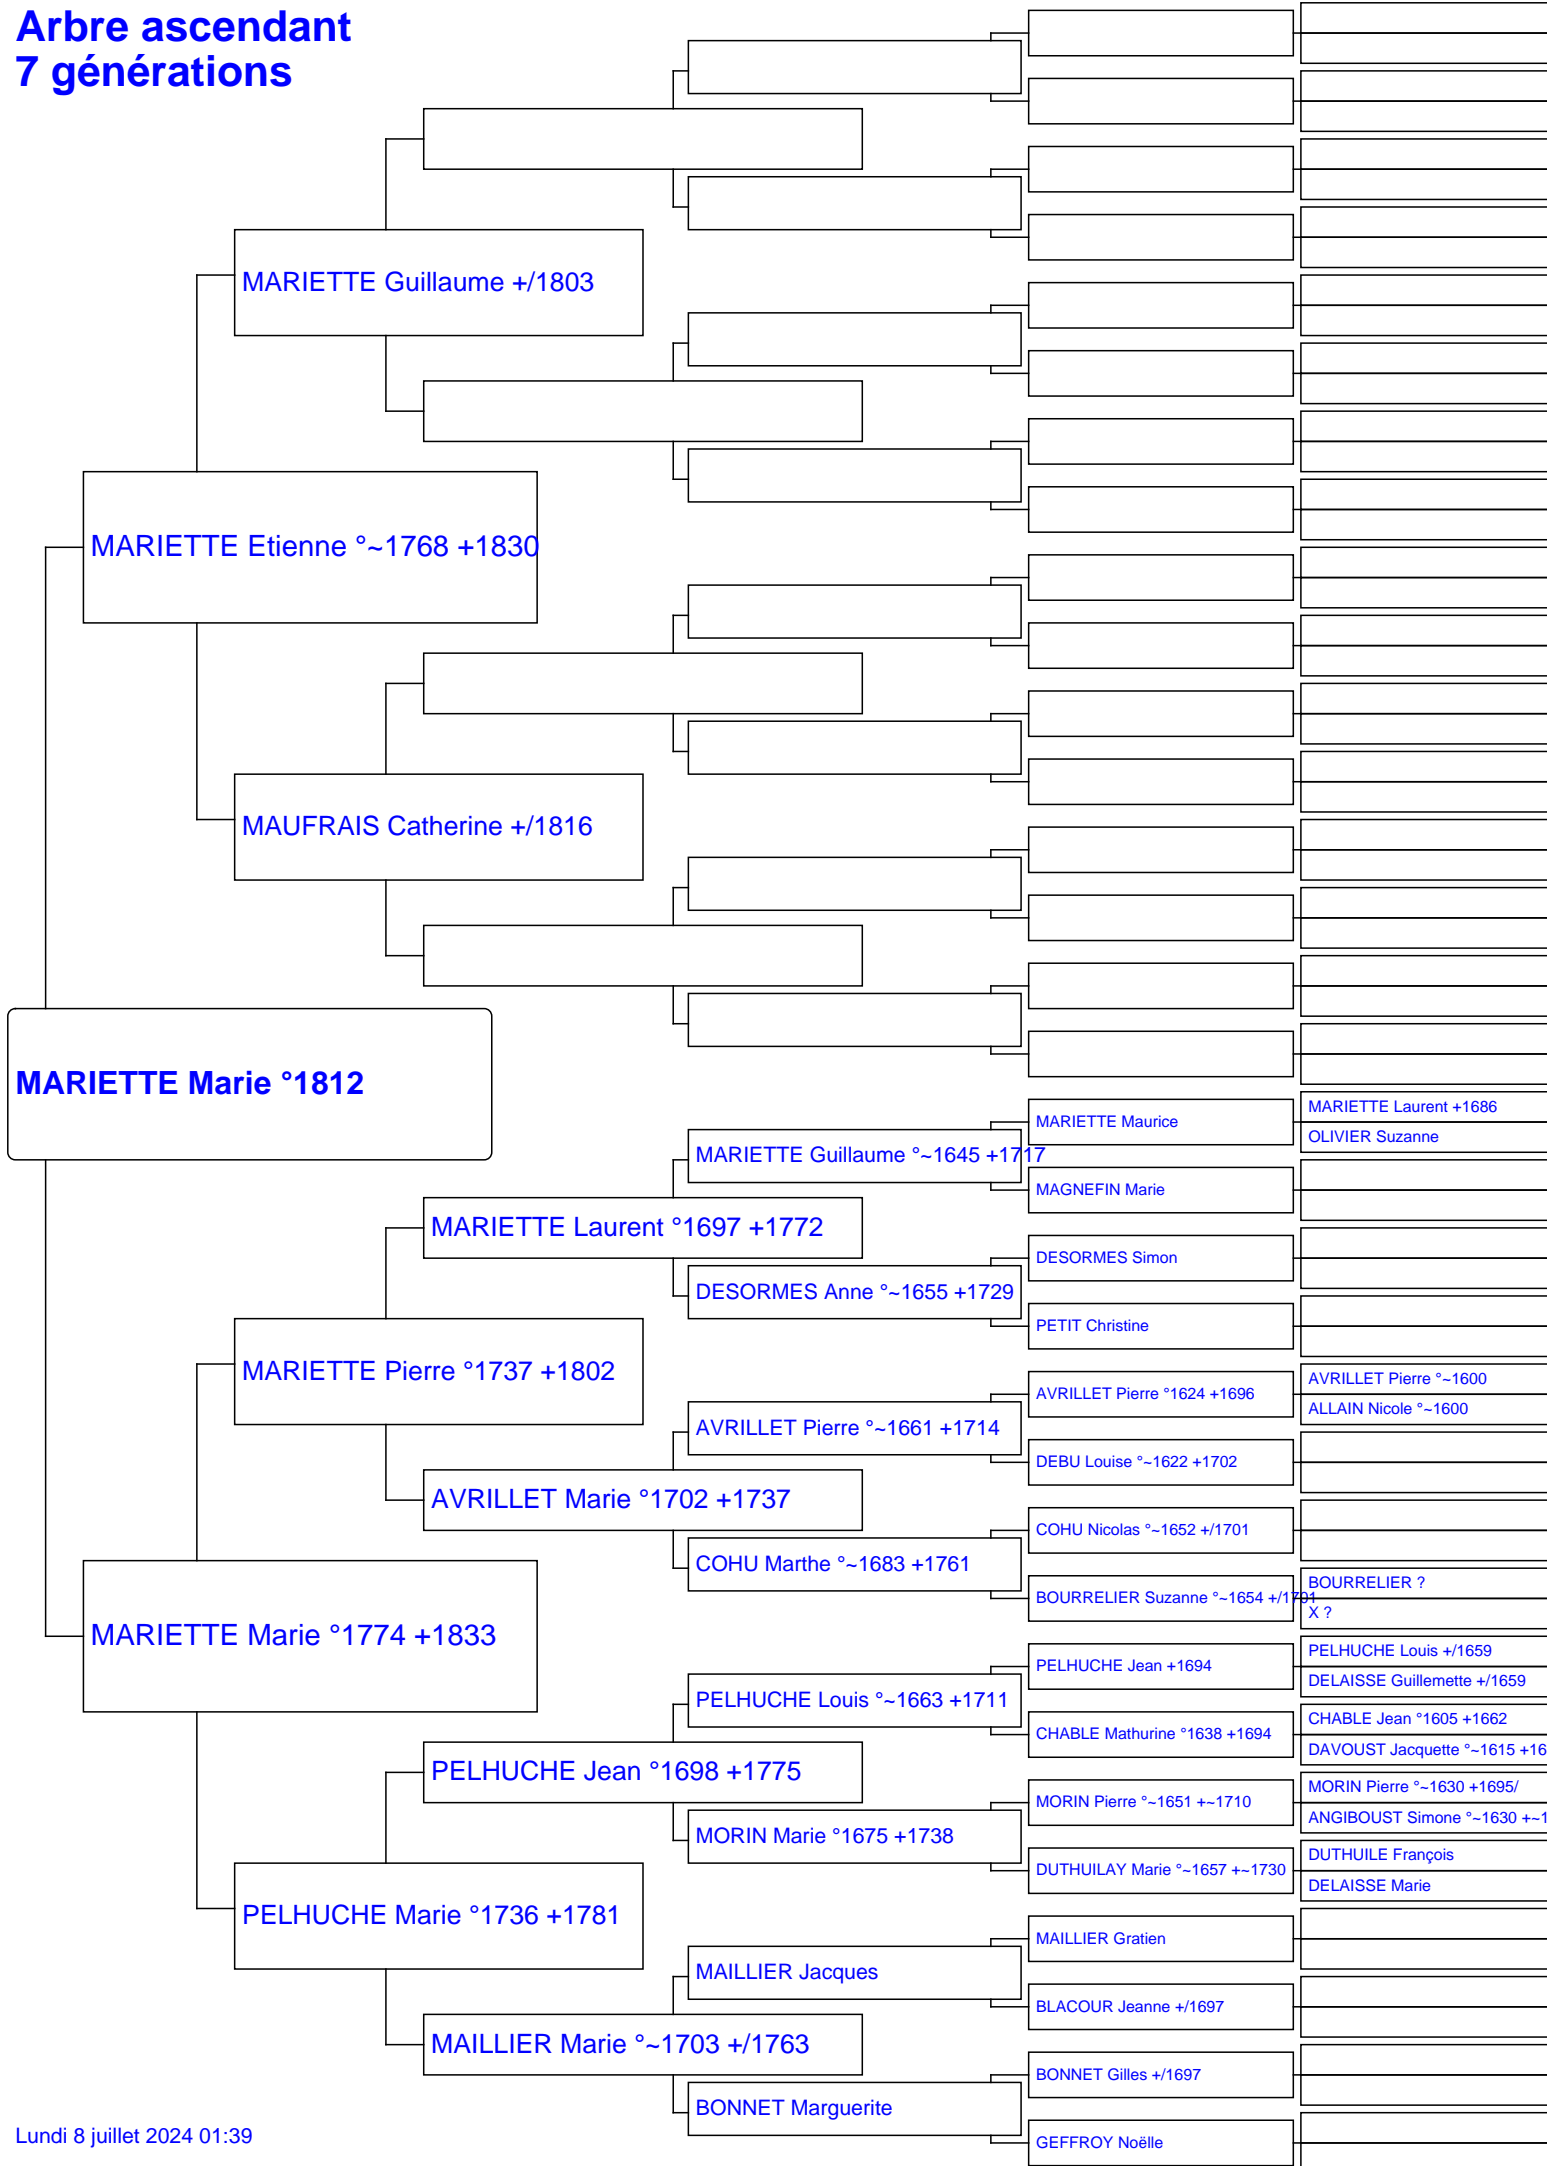 Arbre ascendant
7 générations
MARIETTE Guillaume +/1803
MARIETTE Etienne °~1768 +1830
MAUFRAIS Catherine +/1816
MARIETTE Marie °1812
MARIETTE Maurice
MARIETTE Laurent +1686
OLIVIER Suzanne
MARIETTE Guillaume °~1645 +1717
MAGNEFIN Marie
MARIETTE Laurent °1697 +1772
DESORMES Simon
DESORMES Anne °~1655 +1729
PETIT Christine
MARIETTE Pierre °1737 +1802
AVRILLET Pierre °1624 +1696
AVRILLET Pierre °~1600
ALLAIN Nicole °~1600
AVRILLET Pierre °~1661 +1714
DEBU Louise °~1622 +1702
AVRILLET Marie °1702 +1737
COHU Nicolas °~1652 +/1701
COHU Marthe °~1683 +1761
BOURRELIER Suzanne °~1654 +/1701
BOURRELIER ?
X ?
MARIETTE Marie °1774 +1833
PELHUCHE Jean +1694
PELHUCHE Louis +/1659
DELAISSE Guillemette +/1659
PELHUCHE Louis °~1663 +1711
CHABLE Mathurine °1638 +1694
CHABLE Jean °1605 +1662
DAVOUST Jacquette °~1615 +16
PELHUCHE Jean °1698 +1775
MORIN Pierre °~1651 +~1710
MORIN Pierre °~1630 +1695/
ANGIBOUST Simone °~1630 +~1
MORIN Marie °1675 +1738
DUTHUILAY Marie °~1657 +~1730
DUTHUILE François
DELAISSE Marie
PELHUCHE Marie °1736 +1781
MAILLIER Gratien
MAILLIER Jacques
BLACOUR Jeanne +/1697
MAILLIER Marie °~1703 +/1763
BONNET Gilles +/1697
BONNET Marguerite
GEFFROY Noëlle
Lundi 8 juillet 2024 01:39